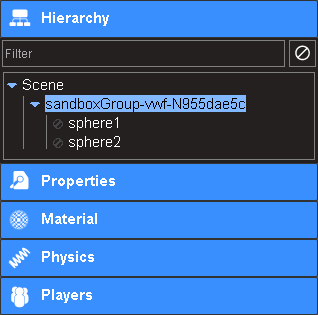 Hierarchy
Filter
Scene
sandboxGroup-vwf-N955dae5c
sphere1
sphere2
Properties
Material
Physics
Players